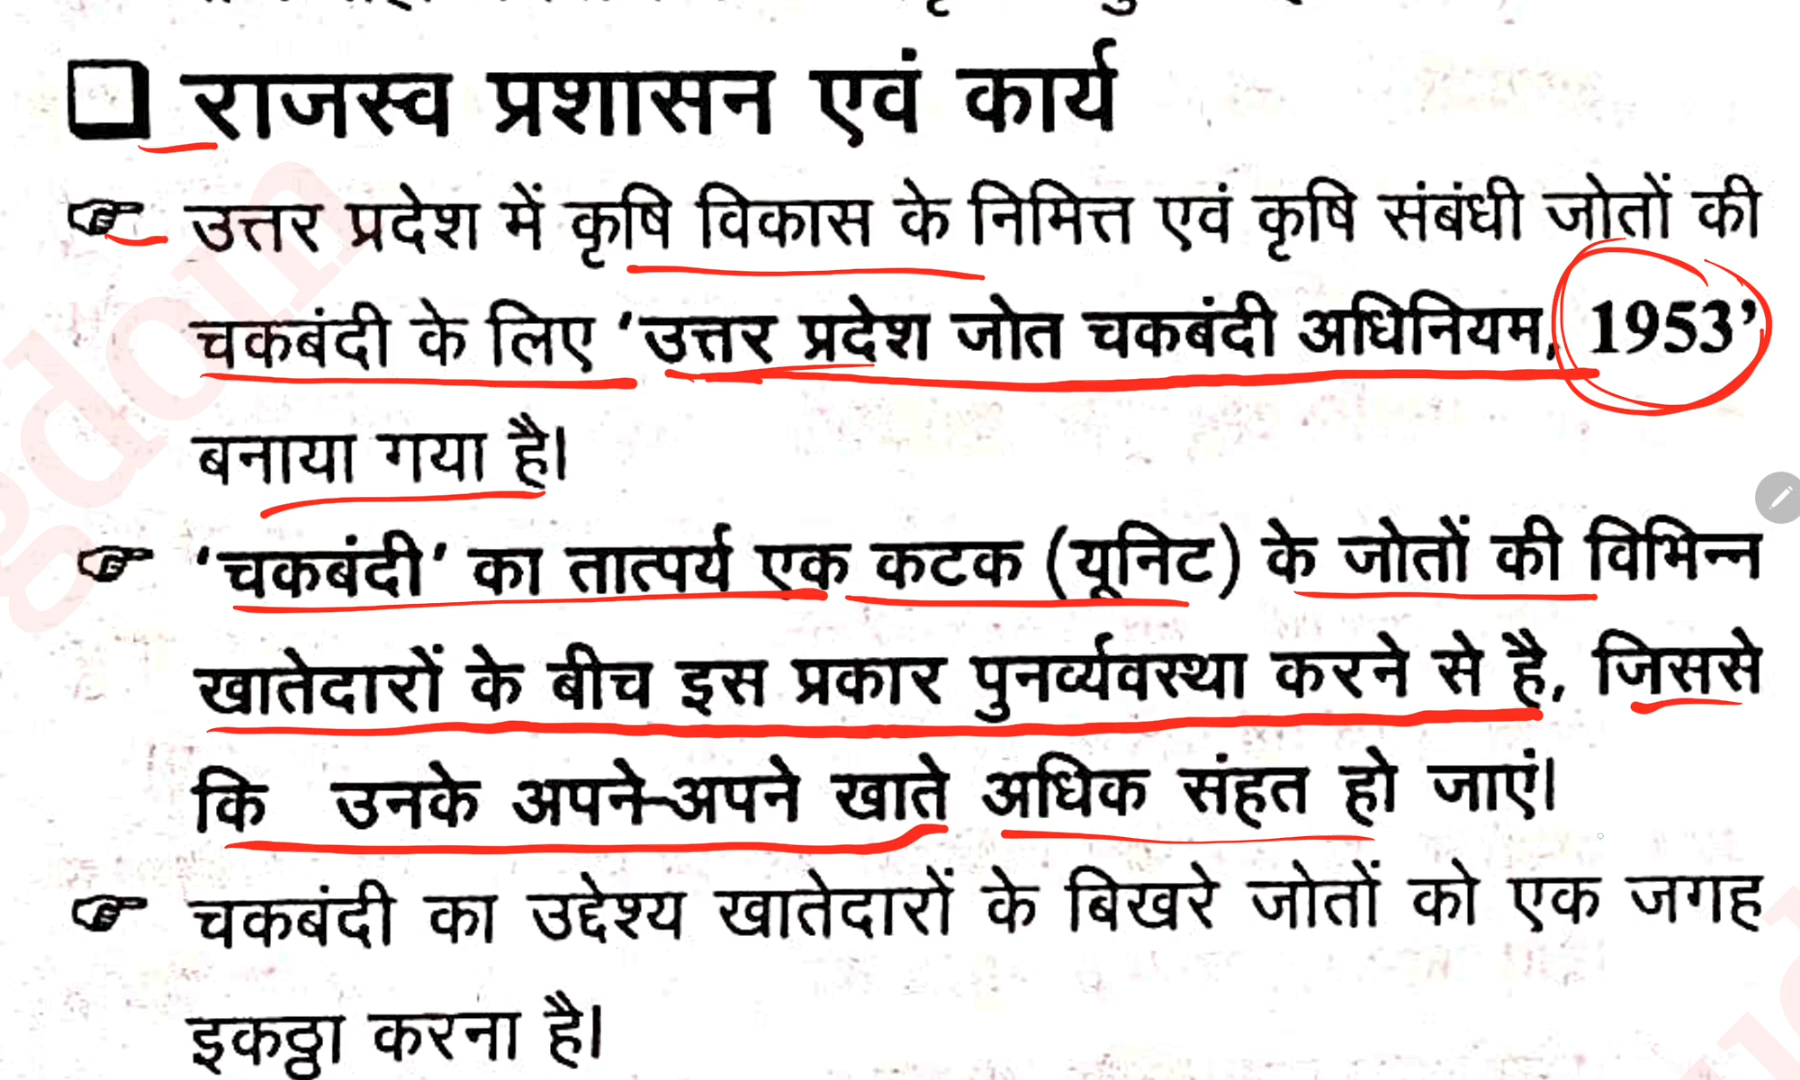 राजस्व प्रशासन एवं कार्य
उत्तर प्रदेश में कृषि विकास के निमित्त एवं कृषि संबंधी जोतों की
चकबंदी के लिए ‘उत्तर प्रदेश जोत चकबंदी अधिनियम, 1953’
बनाया गया है।
‘चकबंदी’ का तात्पर्य एक कटक (यूनिट) के जोतों की विभिन्न
खातेदारों के बीच इस प्रकार पुनर्व्यवस्था करने से है, जिससे
कि उनके अपने-अपने खाते अधिक संहत हो जाएं।
चकबंदी का उद्देश्य खातेदारों के बिखरे जोतों को एक जगह
इकठ्ठा करना है।